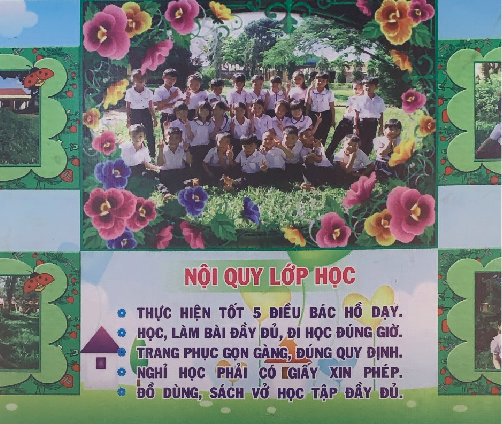 NỘI QUY LỚP HỌC
THỰC HIỆN TỐT 5 ĐIỀU BÁC HỒ DẠY.
HỌC, LÀM BÀI ĐẦY ĐỦ, ĐI HỌC ĐÚNG GIỜ.
TRANG PHỤC GỌN GÀNG, ĐÚNG QUY ĐỊNH.
NGHỈ HỌC PHẢI CÓ GIẤY XIN PHÉP.
ĐỒ DÙNG, SÁCH VỞ HỌC TẬP ĐẦY ĐỦ.